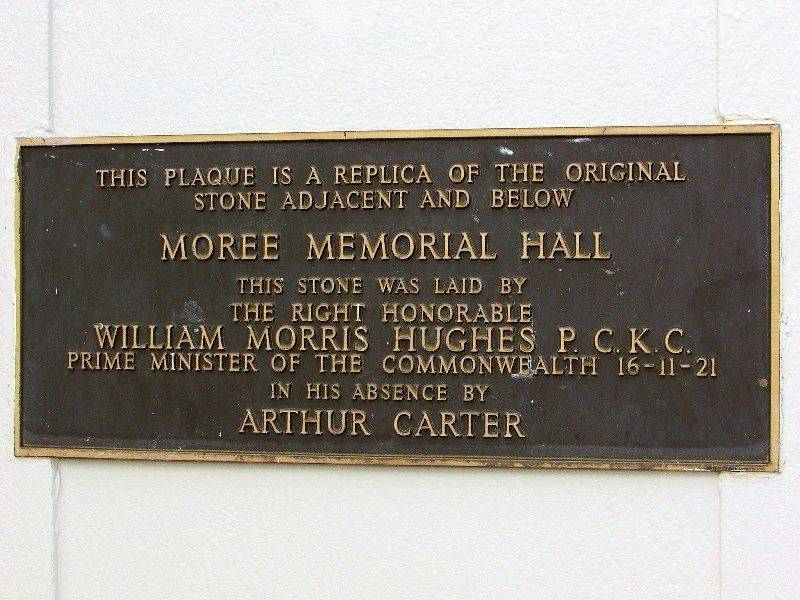 THIS PLAQUE IS A REPLICA OF THE ORIGINAL
STONE ADJACENT AND BELOW
MOREE MEMORIAL HALL
THIS STONE WAS LAID BY
THE RIGHT HONORABLE
WILLIAM MORRIS HUGHES P.C.K.C.
PRIME MINISTER OF THE COMMONWEALTH 16-11-21
IN HIS ABSENCE BY
ARTHUR CARTER